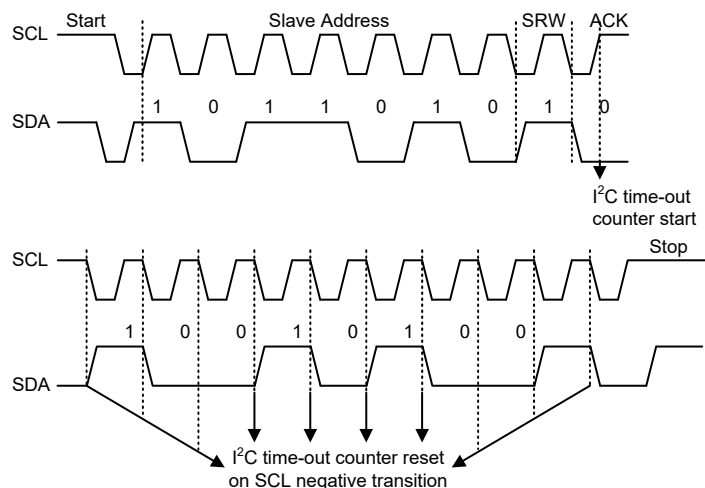 Start Slave Address SRW ACK
SCL
1 0 1 1 0 1 0 1 0
SDA
I²C time-out
counter start
Stop
SCL
1 0 0 1 0 1 0 0
SDA
I²C time-out counter reset
on SCL negative transition